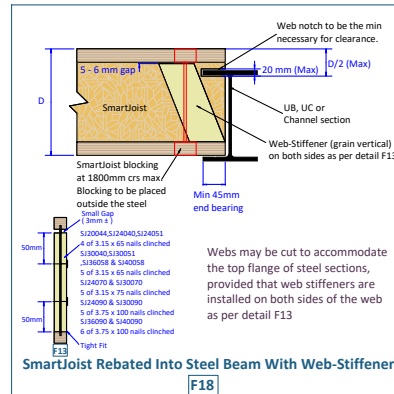 Web notch to be the min
necessary for clearance.
D/2 (Max)
5 - 6 mm gap
20 mm (Max)
D
SmartJoist
UB, UC or
Channel section
Web-Stiffener (grain vertical)
on both sides as per detail F13
SmartJoist blocking
at 1800mm crs max
Blocking to be placed
outside the steel
Min 45mm
end bearing
Small Gap
( 3mm ± )
SJ20044,SJ24040,SJ24051
4 of 3.15 x 65 nails clinched
SJ30040,SJ30051
,SJ36058 & SJ40058
5 of 3.15 x 65 nails clinched
SJ24070 & SJ30070
5 of 3.15 x 75 nails clinched
SJ24090 & SJ30090
5 of 3.75 x 100 nails clinched
SJ36090 & SJ40090
6 of 3.75 x 100 nails clinched
50mm
50mm
Tight Fit
F13
Webs may be cut to accommodate
the top flange of steel sections,
provided that web stiffeners are
installed on both sides of the web
as per detail F13
SmartJoist Rebated Into Steel Beam With Web-Stiffener
F18